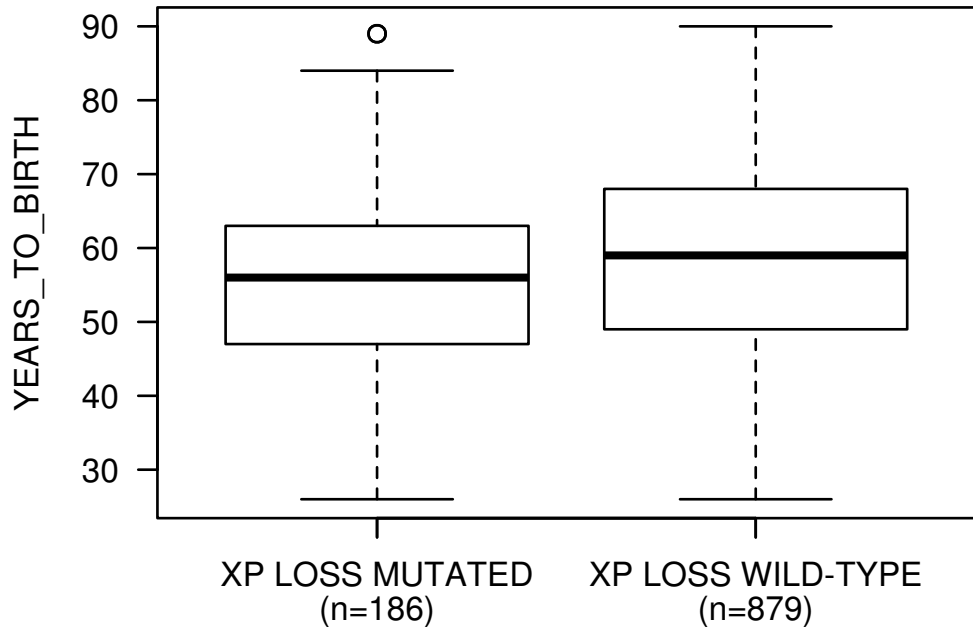 YEARS_TO_BIRTH
90
80
70
60
50
40
30
XP LOSS MUTATED
(n=186)
XP LOSS WILD-TYPE
(n=879)